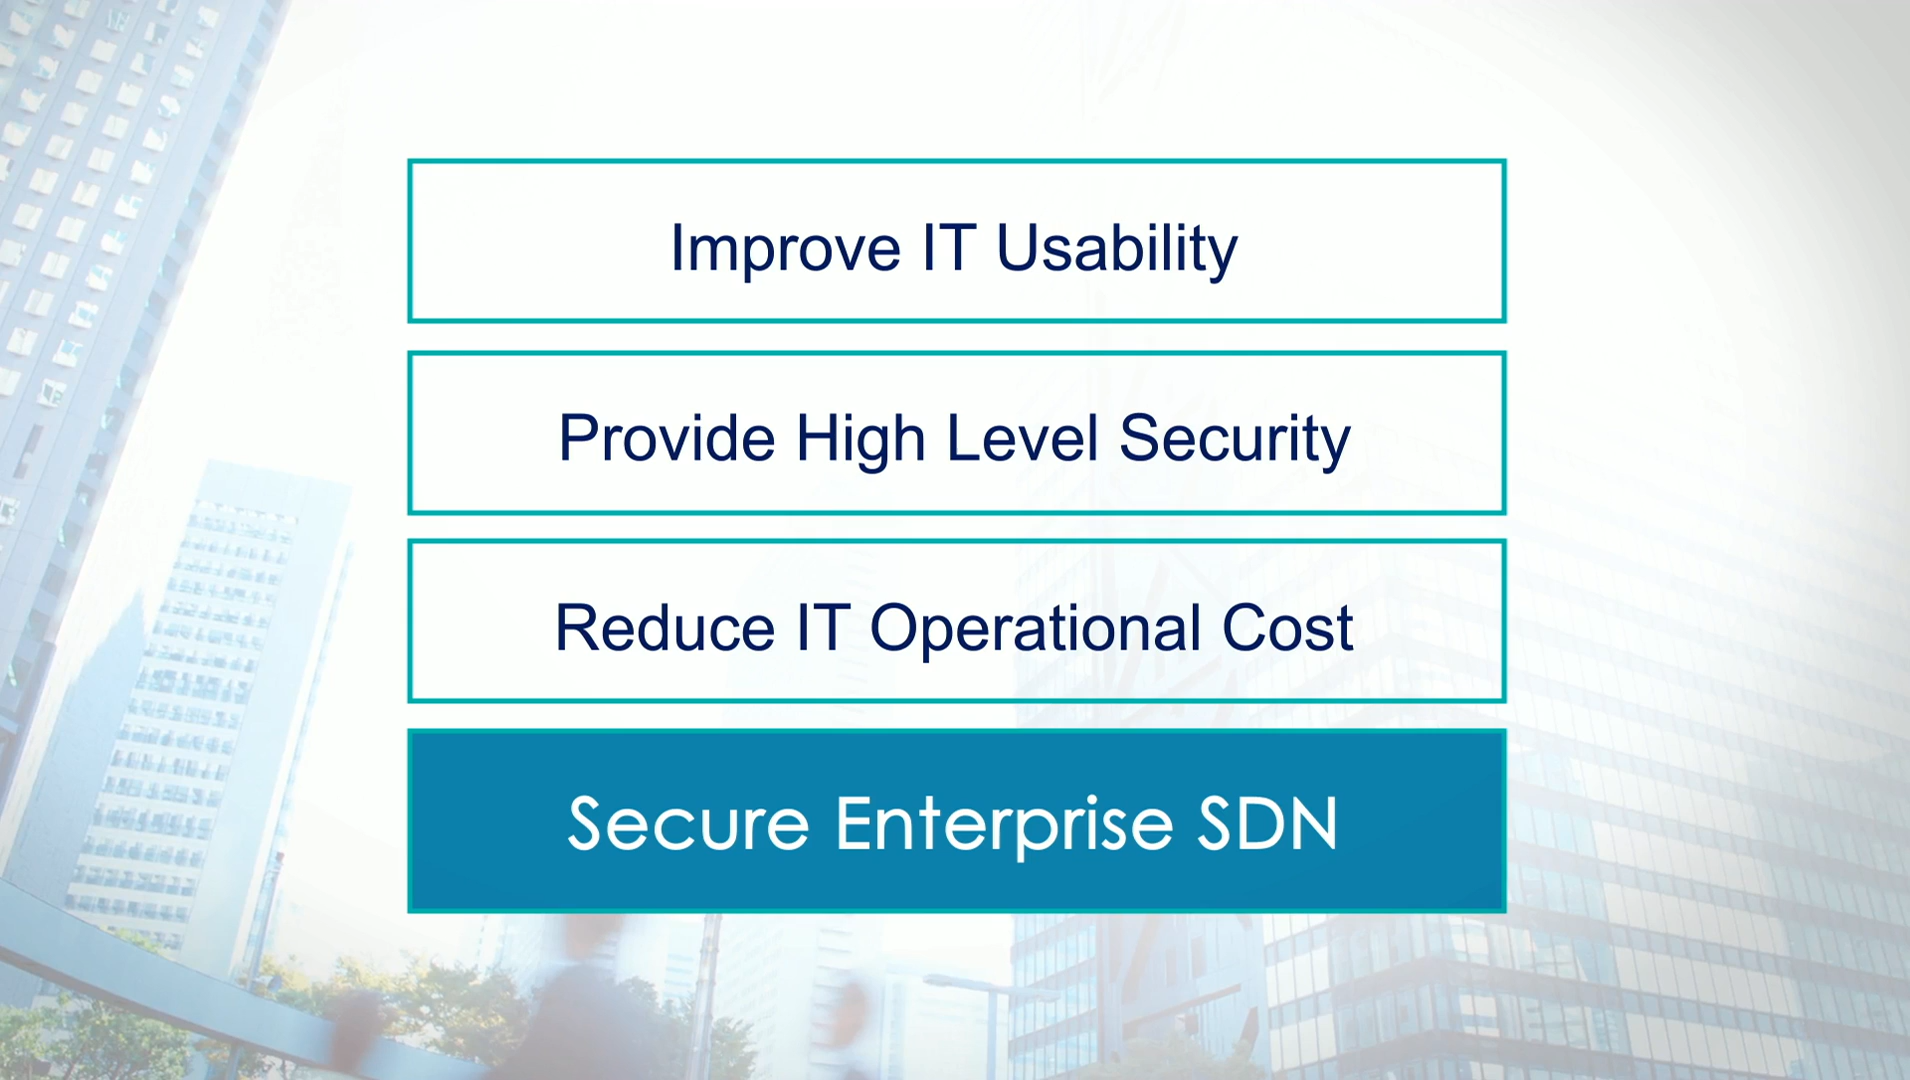 Improve IT Usability
Provide High Level Security
Reduce IT Operational Cost
Secure Enterprise SDN